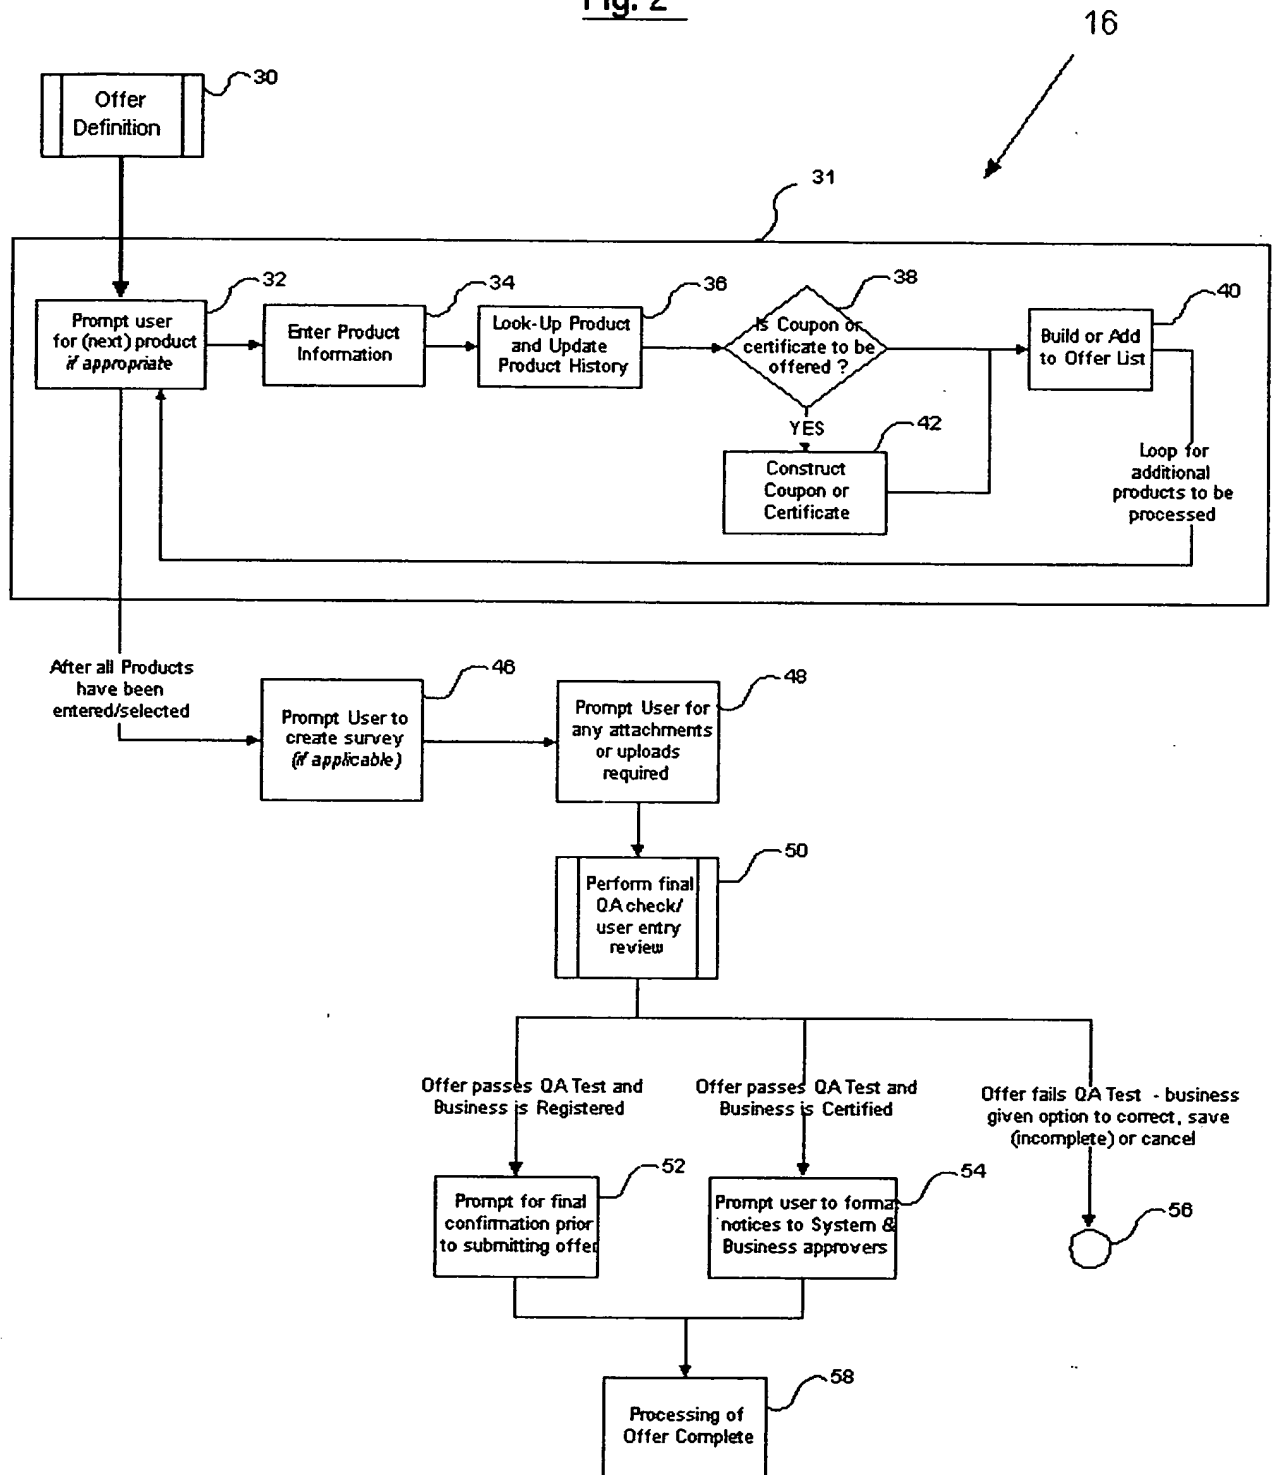 Fig. 2
16
30
Offer
Definition
31
32
Prompt user
for (next) product
if appropriate
34
Enter Product
Information
36
Look-Up Product
and Update
Product History
38
Is Coupon or
certificate to be
offered ?
40
Build or Add
to Offer List
YES
42
Construct
Coupon or
Certificate
Loop for
additional
products to be
processed
After all Products
have been
entered/selected
46
Prompt User to
create survey
(if applicable)
48
Prompt User for
any attachments
or uploads
required
50
Perform final
QA check/
user entry
review
Offer passes QA Test and
Business is Registered
Offer passes QA Test and
Business is Certified
Offer fails QA Test - business
given option to correct, save
(incomplete) or cancel
52
Prompt for final
confirmation prior
to submitting offer
54
Prompt user to forma
notices to System &
Business approvers
56
58
Processing of
Offer Complete